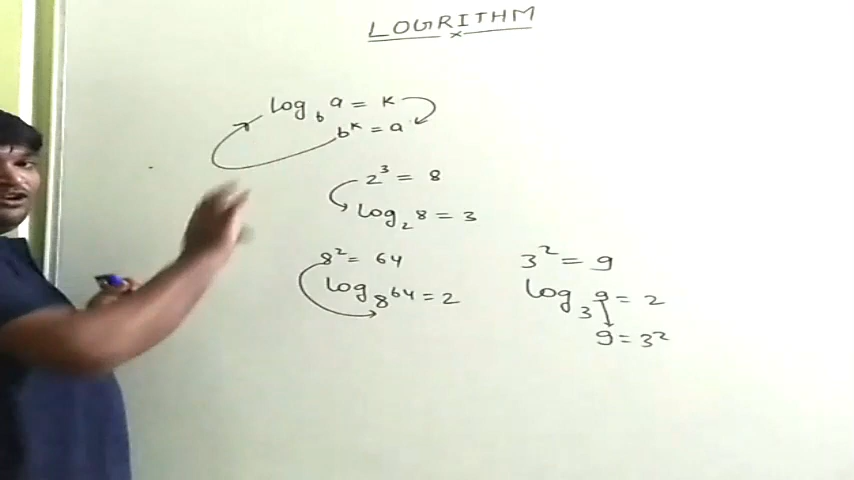 LOGRITHM
log_b a = k
b^k = a
2^3 = 8
log_2 8 = 3
8^2 = 64
log_8 64 = 2
3^2 = 9
log_3 9 = 2
9 = 3^2